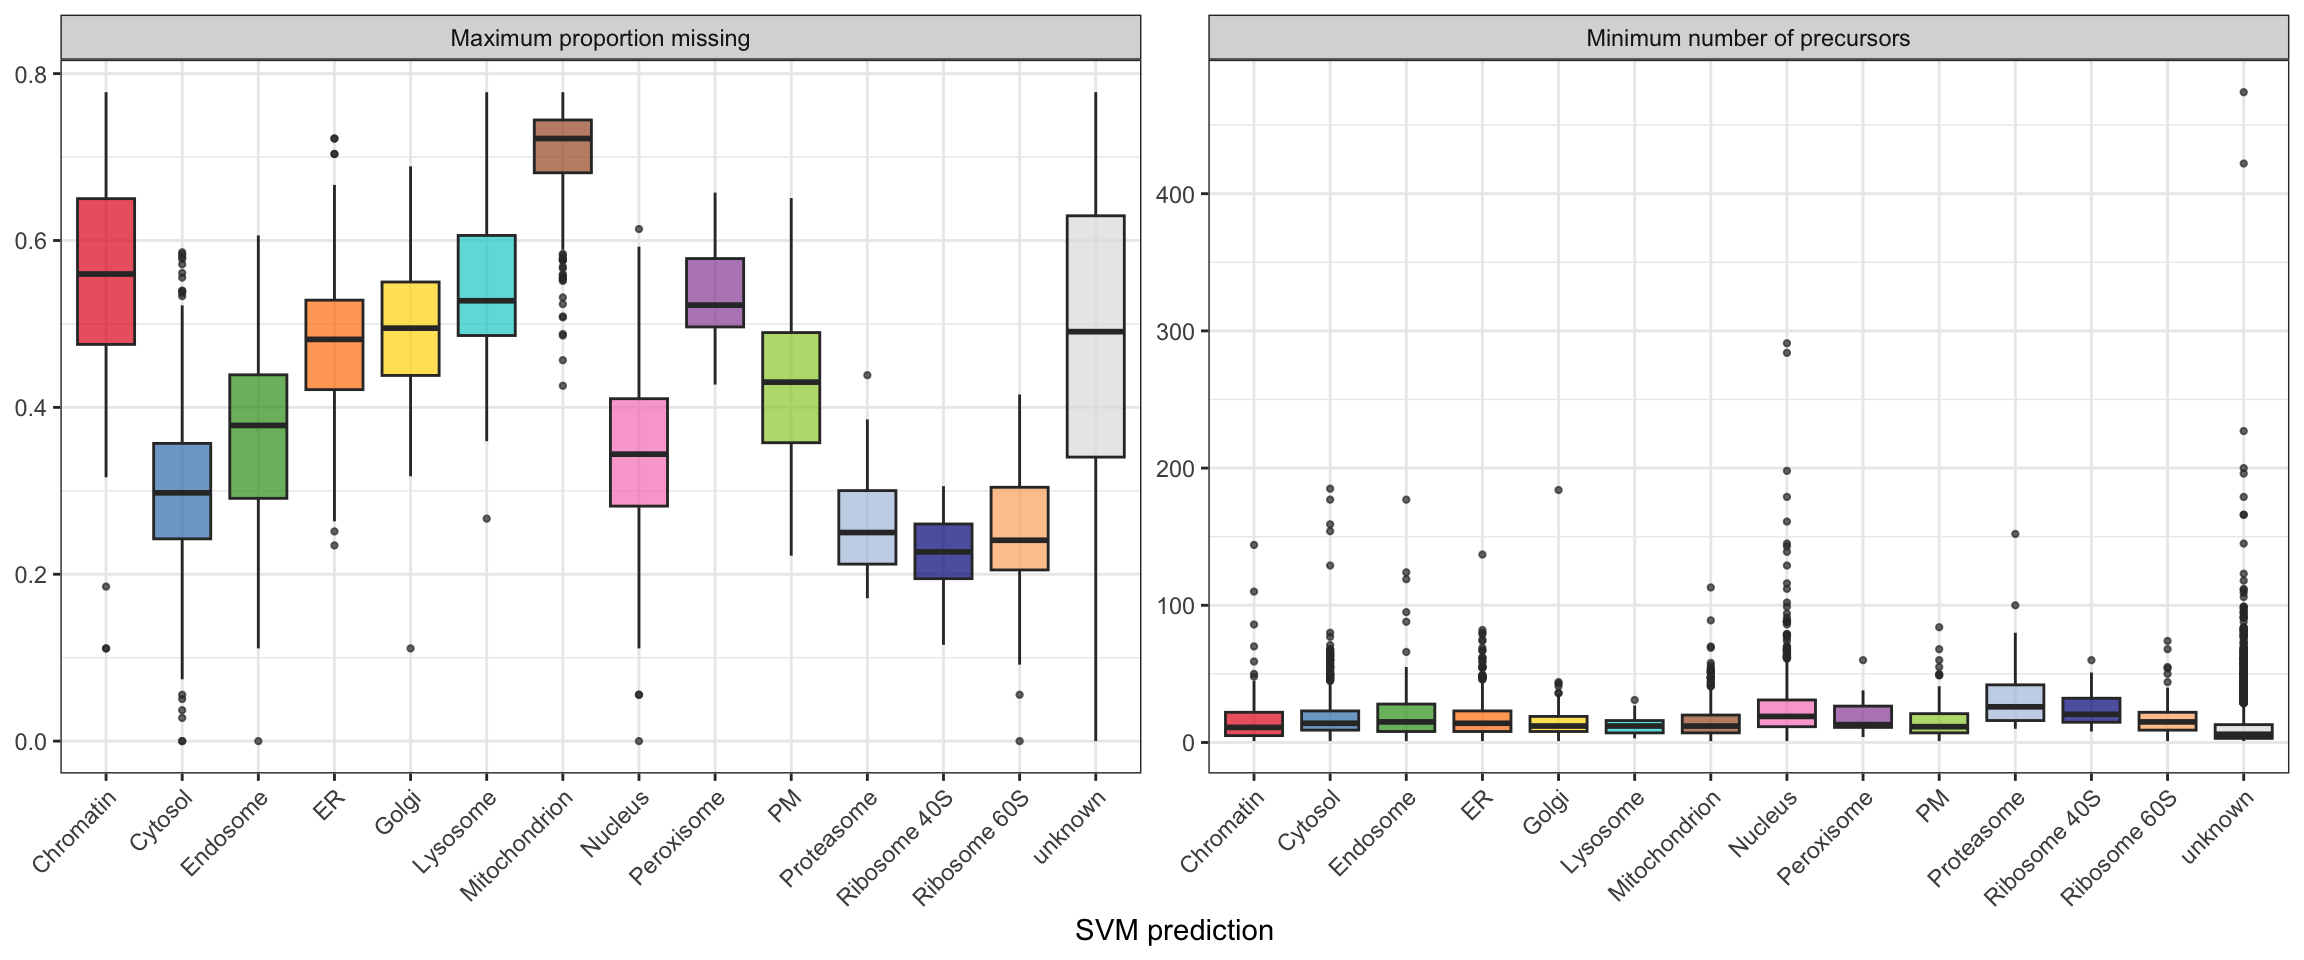 Maximum proportion missing
Minimum number of precursors
0.8
0.6
0.4
0.2
0.0
400
300
200
100
0
Chromatin
Cytosol
Endosome
ER
Golgi
Lysosome
Mitochondrion
Nucleus
Peroxisome
PM
Proteasome
Ribosome 40S
Ribosome 60S
unknown
Chromatin
Cytosol
Endosome
ER
Golgi
Lysosome
Mitochondrion
Nucleus
Peroxisome
PM
Proteasome
Ribosome 40S
Ribosome 60S
unknown
SVM prediction